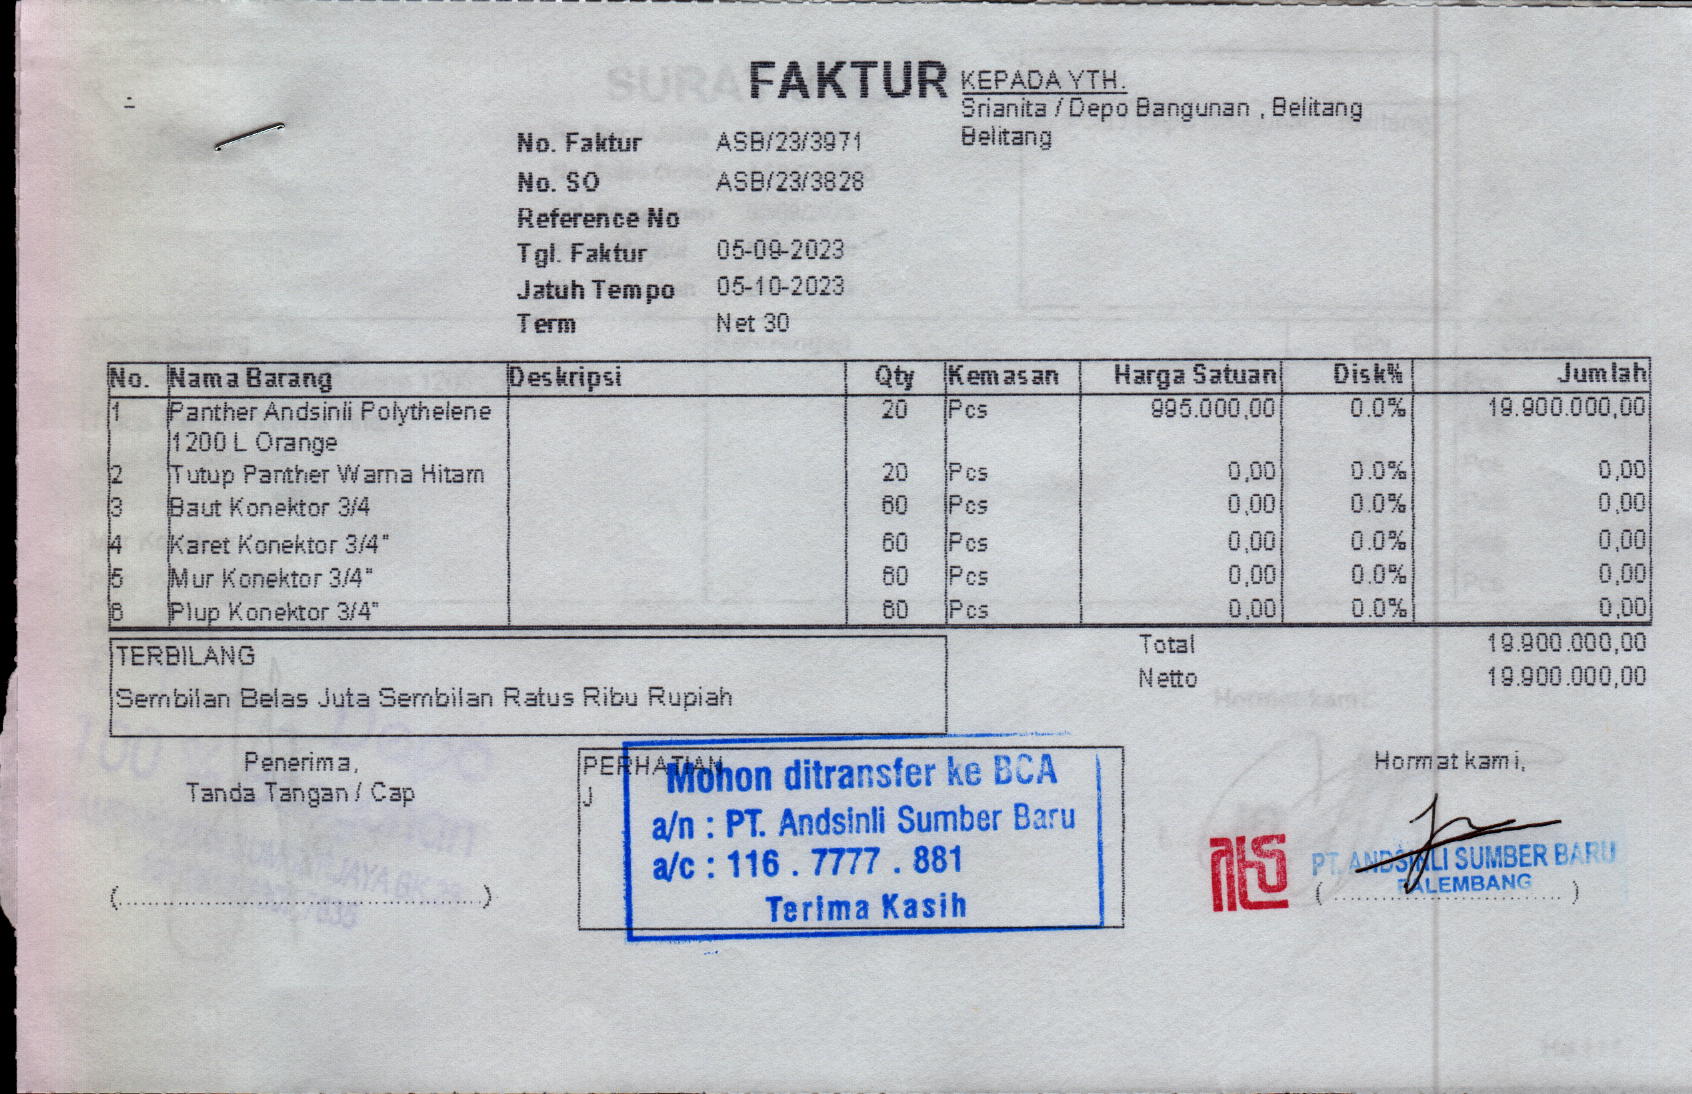 FAKTUR
KEPADA YTH.
Srianita / Depo Bangunan , Belitang
Belitang
No. Faktur ASB/23/3971
No. SO ASB/23/3828
Reference No
Tgl. Faktur 05-09-2023
Jatuh Tempo 05-10-2023
Term Net 30
No. Nama Barang Deskripsi Qty Kemasan Harga Satuan Disk% Jumlah
1 Panther Andsinli Polythelene 20 Pcs 995.000,00 0.0% 19.900.000,00
1200 L Orange
2 Tutup Panther Warna Hitam 20 Pcs 0,00 0.0% 0,00
3 Baut Konektor 3/4 60 Pcs 0,00 0.0% 0,00
4 Karet Konektor 3/4" 60 Pcs 0,00 0.0% 0,00
5 Mur Konektor 3/4" 60 Pcs 0,00 0.0% 0,00
6 Plup Konektor 3/4" 60 Pcs 0,00 0.0% 0,00
Total 19.900.000,00
Netto 19.900.000,00
TERBILANG
Sembilan Belas Juta Sembilan Ratus Ribu Rupiah
Penerima,
Tanda Tangan / Cap
(..............................)
PERHATIAN
J
Mohon ditransfer ke BCA
a/n : PT. Andsinli Sumber Baru
a/c : 116 . 7777 . 881
Terima Kasih
Hormat kami,
PT. ANDSINLI SUMBER BARU
PALEMBANG
(..............................)